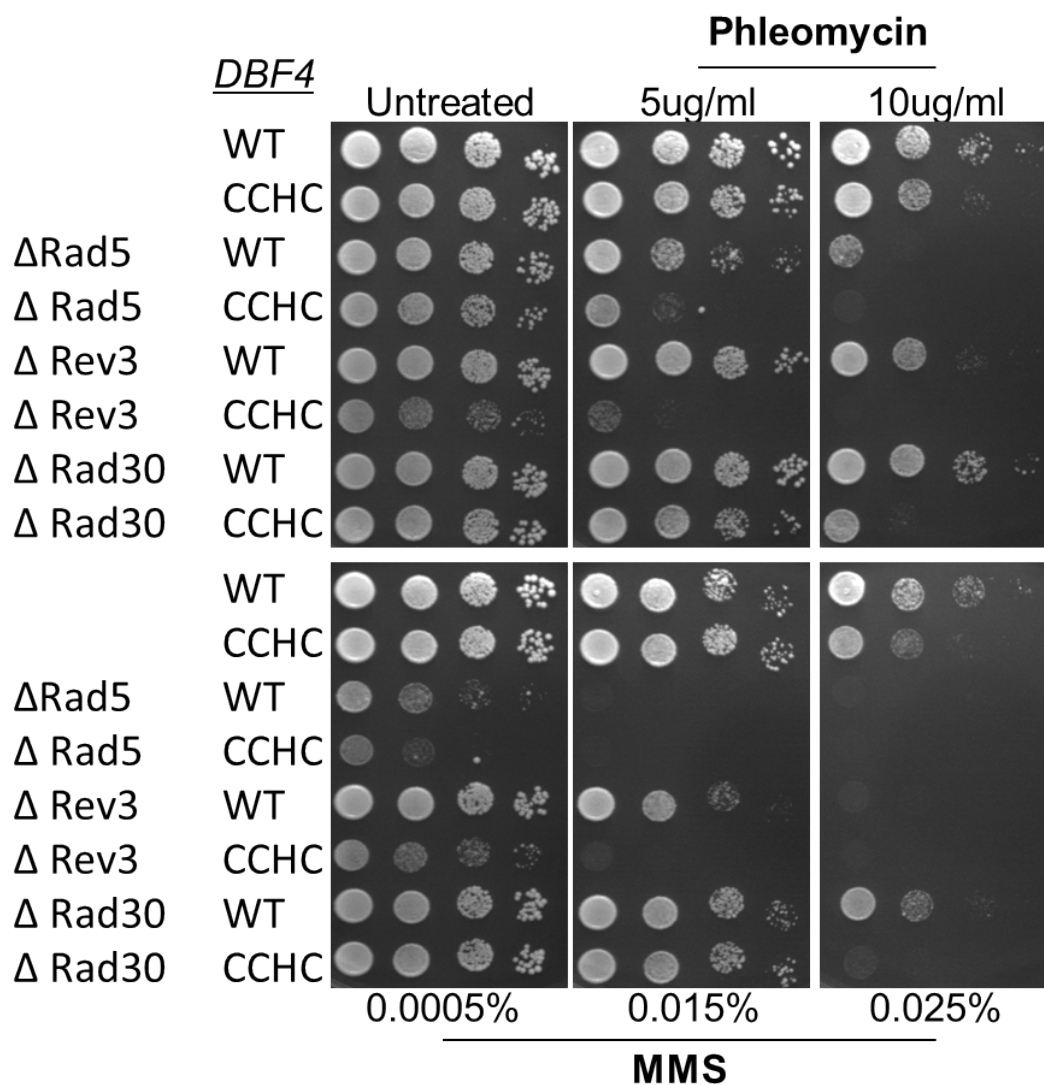 Phleomycin
DBF4
Untreated 5ug/ml 10ug/ml
WT
CCHC
ΔRad5 WT
Δ Rad5 CCHC
Δ Rev3 WT
Δ Rev3 CCHC
Δ Rad30 WT
Δ Rad30 CCHC
WT
CCHC
ΔRad5 WT
Δ Rad5 CCHC
Δ Rev3 WT
Δ Rev3 CCHC
Δ Rad30 WT
Δ Rad30 CCHC
0.0005% 0.015% 0.025%
MMS